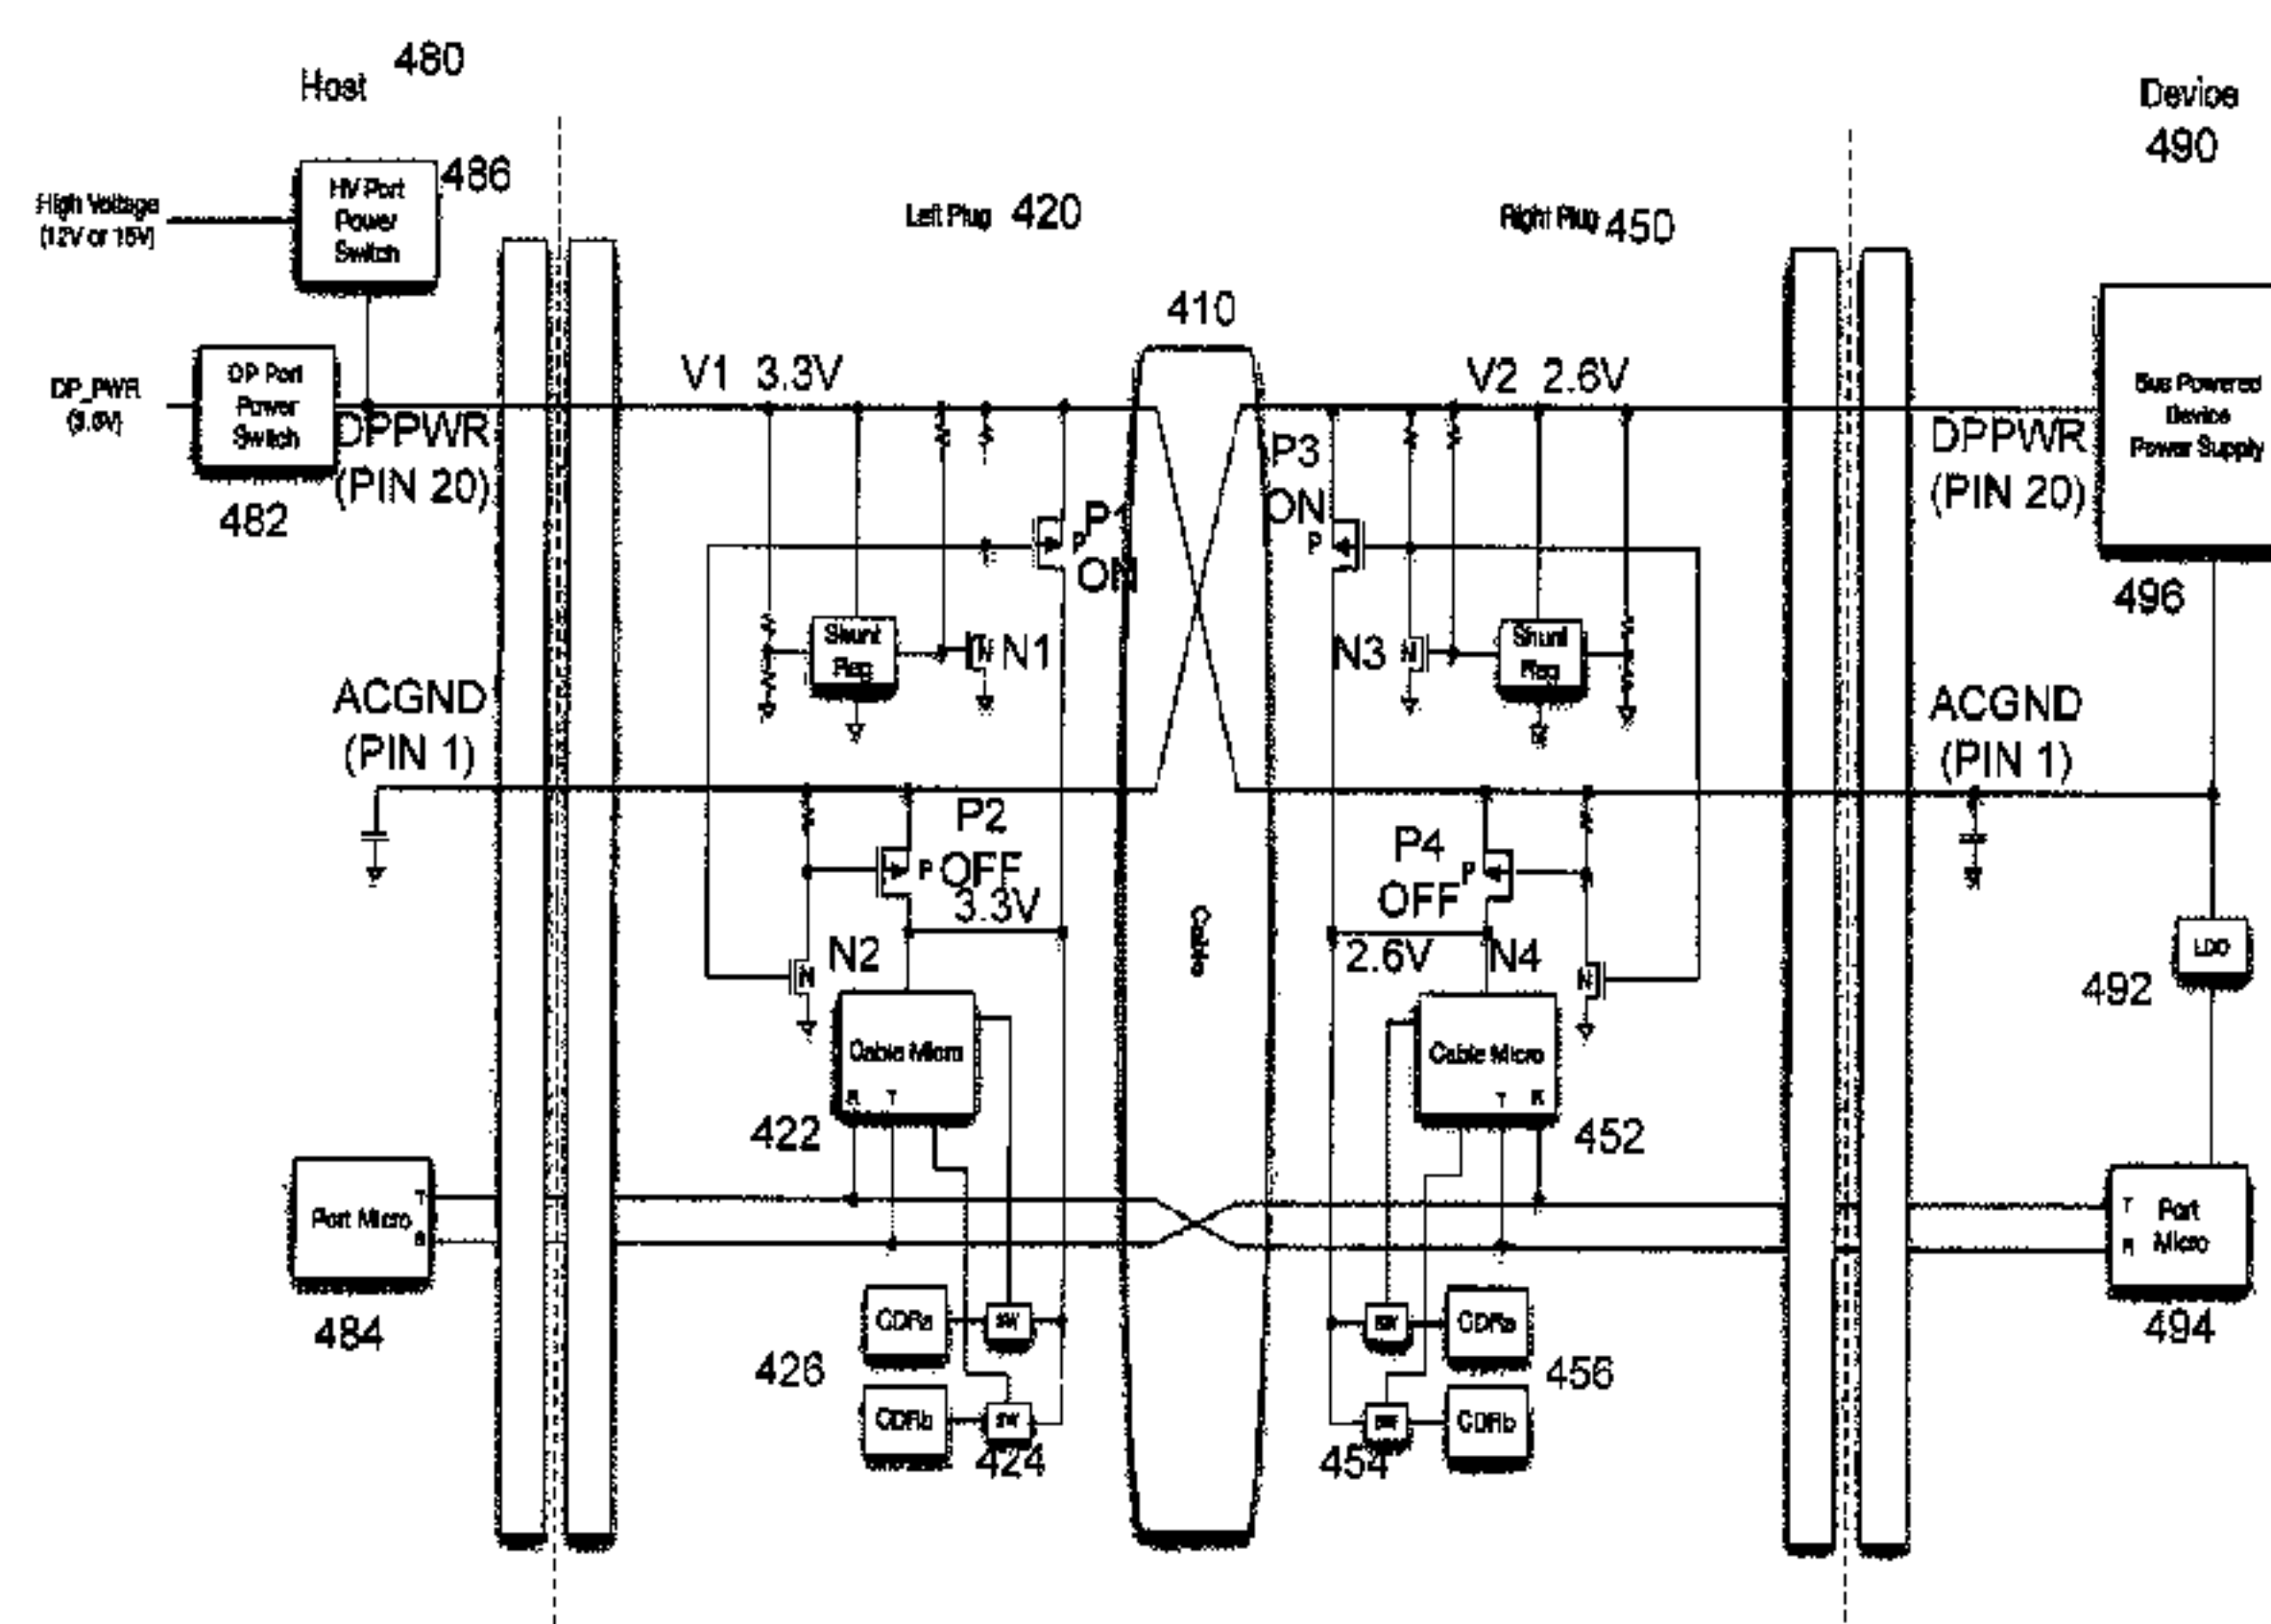 Host 480
Device
490
HV Port
Power
Switch
486
High Voltage
(12V or 15V)
Left Plug 420
Right Plug 450
410
DP_PWR
DP Port
Power
Switch
482
DPPWR
(PIN 20)
V1 3.3V
V2 2.6V
P1
P
ON
P3
ON
P
DPPWR
(PIN 20)
Bus Powered
Device
Power Supply
496
Shunt
Reg
N N1
N3 N
Shunt
Reg
ACGND
(PIN 1)
ACGND
(PIN 1)
P2
P OFF
3.3V
P4
P
OFF
2.6V
Cable
N2
N
N4
N
LDO
492
Cable Micro
R T
422
Cable Micro
T R
452
Port Micro
T
R
484
T
R
Port
Micro
494
CDRa
SW
426
CDRb
SW
424
SW
CDRa
456
SW
CDRb
454